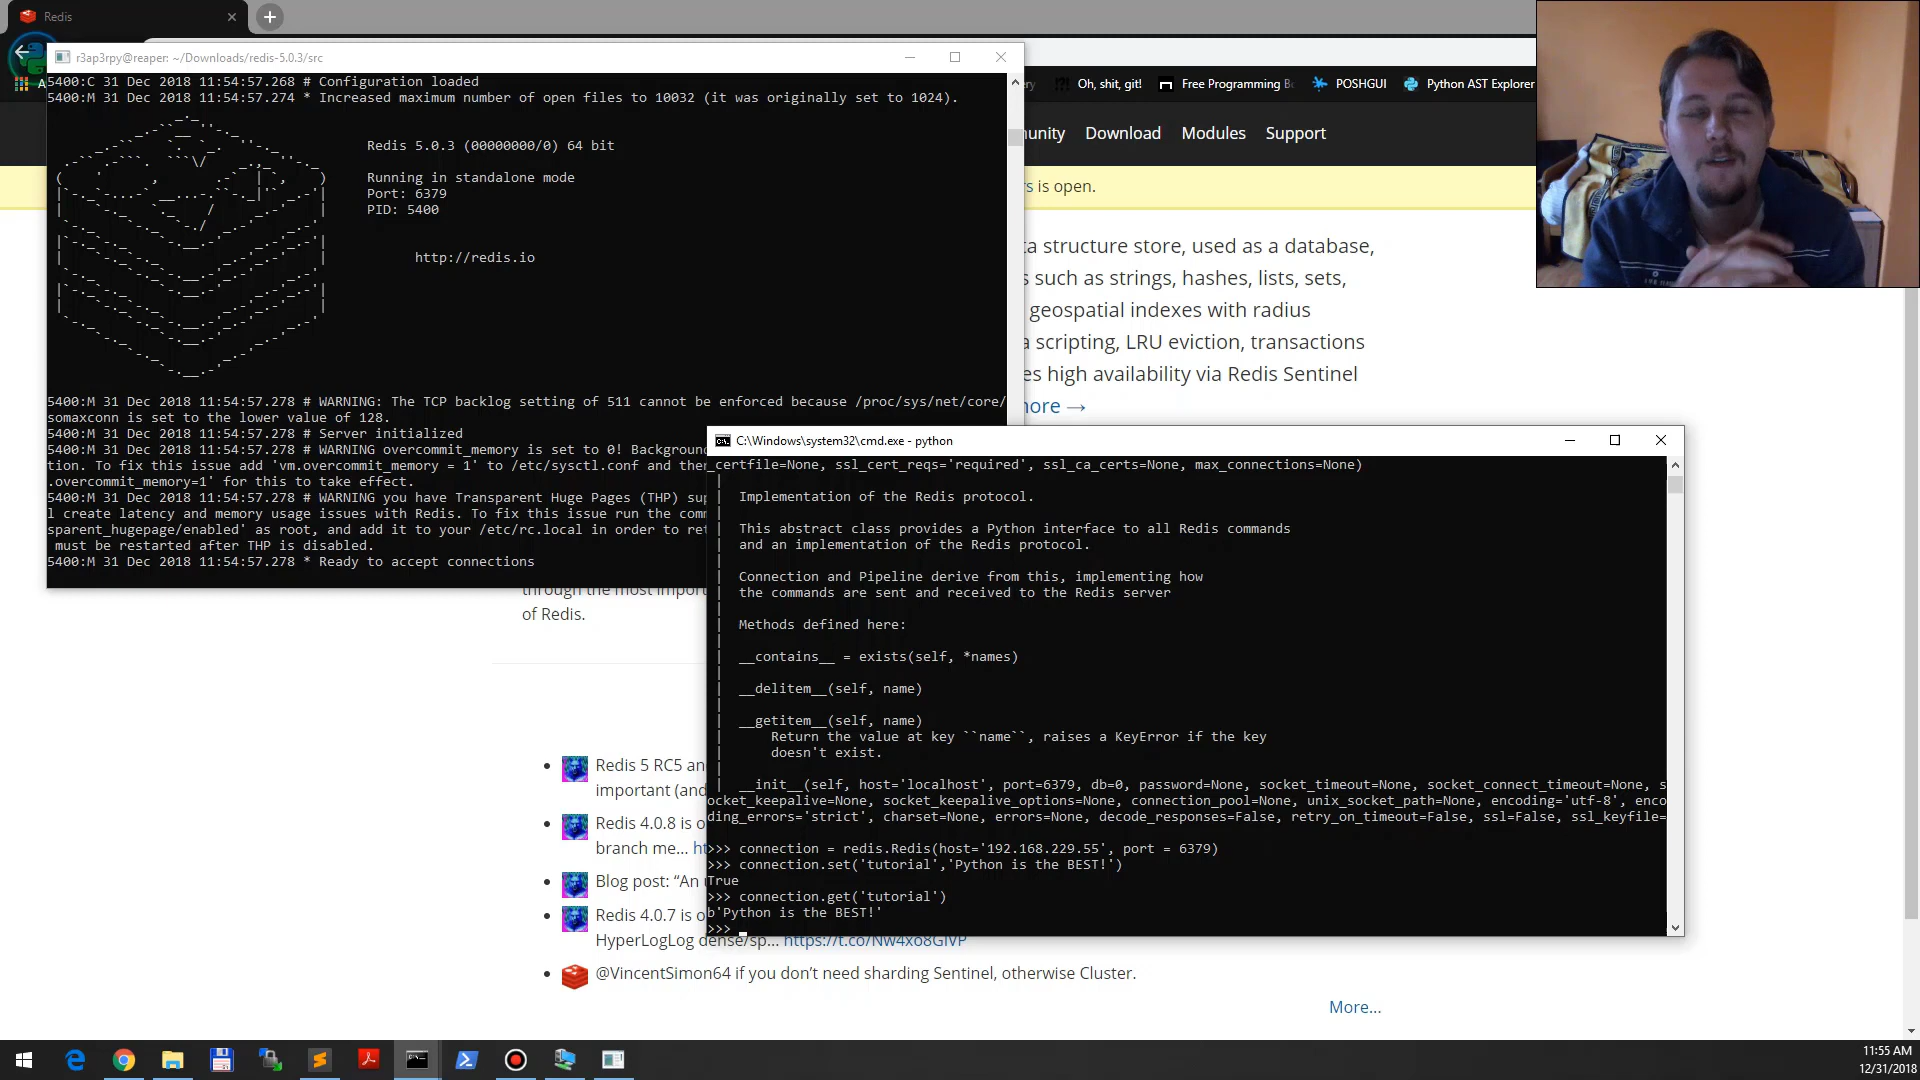 Redis
r3ap3rpy@reaper: ~/Downloads/redis-5.0.3/src
Oh, shit, git!
Free Programming B
POSHGUI
Python AST Explorer
5400:C 31 Dec 2018 11:54:57.268 # Configuration loaded
5400:M 31 Dec 2018 11:54:57.274 * Increased maximum number of open files to 10032 (it was originally set to 1024).
Redis 5.0.3 (00000000/0) 64 bit
Running in standalone mode
Port: 6379
PID: 5400
http://redis.io
5400:M 31 Dec 2018 11:54:57.278 # WARNING: The TCP backlog setting of 511 cannot be enforced because /proc/sys/net/core/
somaxconn is set to the lower value of 128.
5400:M 31 Dec 2018 11:54:57.278 # Server initialized
5400:M 31 Dec 2018 11:54:57.278 # WARNING overcommit_memory is set to 0! Backgroun
tion. To fix this issue add 'vm.overcommit_memory = 1' to /etc/sysctl.conf and the
.overcommit_memory=1' for this to take effect.
5400:M 31 Dec 2018 11:54:57.278 # WARNING you have Transparent Huge Pages (THP) sup
l create latency and memory usage issues with Redis. To fix this issue run the com
sparent_hugepage/enabled' as root, and add it to your /etc/rc.local in order to ret
must be restarted after THP is disabled.
5400:M 31 Dec 2018 11:54:57.278 * Ready to accept connections
munity Download Modules Support
rs is open.
ta structure store, used as a database,
s such as strings, hashes, lists, sets,
geospatial indexes with radius
a scripting, LRU eviction, transactions
es high availability via Redis Sentinel
more →
through the most import
of Redis.
C:\Windows\system32\cmd.exe - python
_certfile=None, ssl_cert_reqs='required', ssl_ca_certs=None, max_connections=None)
|
| Implementation of the Redis protocol.
|
| This abstract class provides a Python interface to all Redis commands
| and an implementation of the Redis protocol.
|
| Connection and Pipeline derive from this, implementing how
| the commands are sent and received to the Redis server
|
| Methods defined here:
|
| __contains__ = exists(self, *names)
|
| __delitem__(self, name)
|
| __getitem__(self, name)
| Return the value at key ``name``, raises a KeyError if the key
| doesn't exist.
|
| __init__(self, host='localhost', port=6379, db=0, password=None, socket_timeout=None, socket_connect_timeout=None, s
ocket_keepalive=None, socket_keepalive_options=None, connection_pool=None, unix_socket_path=None, encoding='utf-8', enco
ding_errors='strict', charset=None, errors=None, decode_responses=False, retry_on_timeout=False, ssl=False, ssl_keyfile=
>>> connection = redis.Redis(host='192.168.229.55', port = 6379)
>>> connection.set('tutorial','Python is the BEST!')
True
>>> connection.get('tutorial')
b'Python is the BEST!'
>>>
Redis 5 RC5 an
important (and
Redis 4.0.8 is o
branch me... ht
Blog post: “An u
Redis 4.0.7 is o
HyperLogLog dense/sp... https://t.co/Nw4xo8GIVP
@VincentSimon64 if you don’t need sharding Sentinel, otherwise Cluster.
More...
11:55 AM
12/31/2018